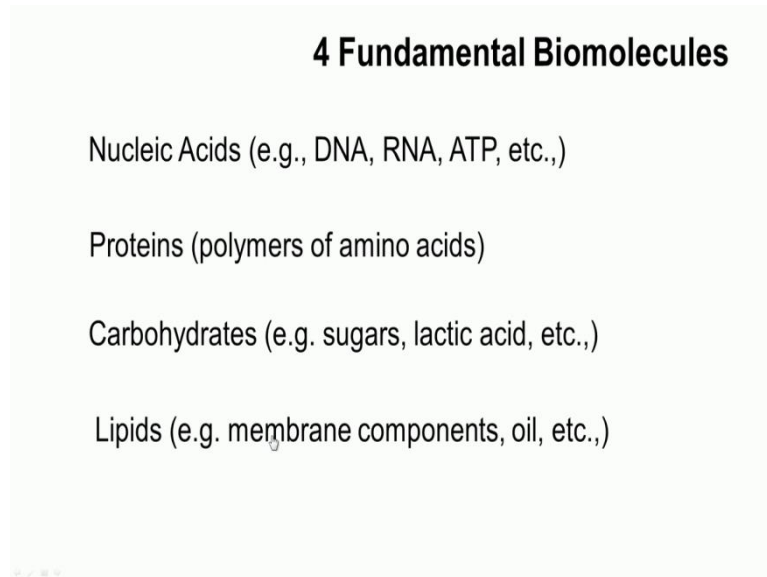 4 Fundamental Biomolecules
Nucleic Acids (e.g., DNA, RNA, ATP, etc.,)
Proteins (polymers of amino acids)
Carbohydrates (e.g. sugars, lactic acid, etc.,)
Lipids (e.g. membrane components, oil, etc.,)